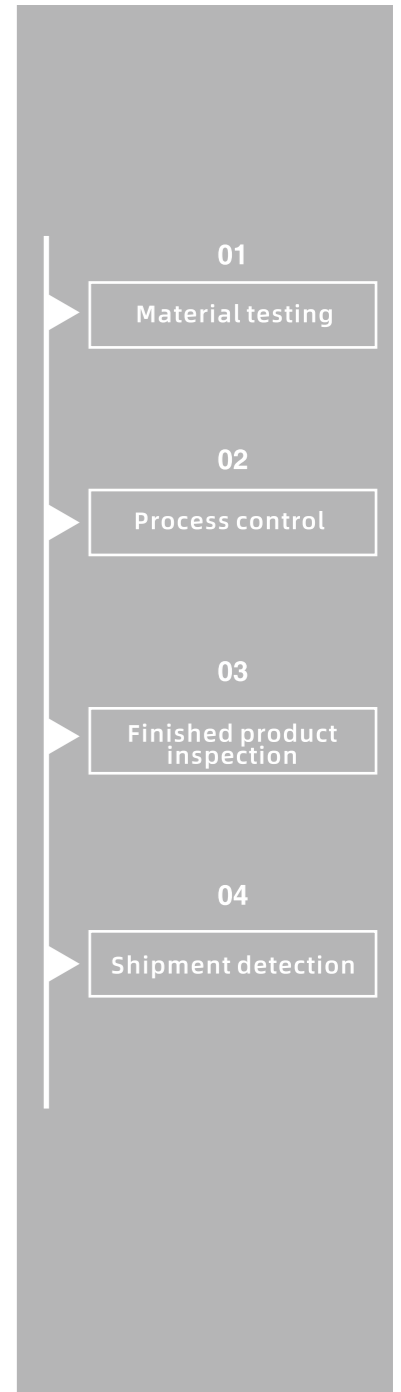 01
Material testing
02
Process control
03
Finished product
inspection
04
Shipment detection